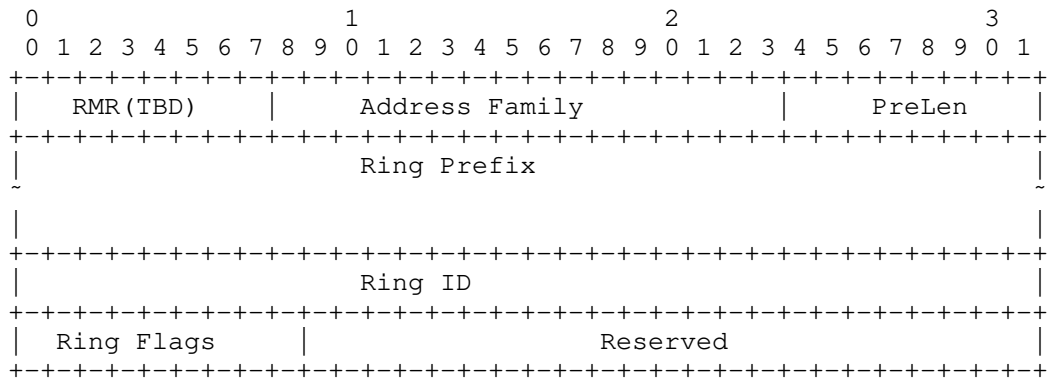 0                   1                   2                   3
0 1 2 3 4 5 6 7 8 9 0 1 2 3 4 5 6 7 8 9 0 1 2 3 4 5 6 7 8 9 0 1
+-+-+-+-+-+-+-+-+-+-+-+-+-+-+-+-+-+-+-+-+-+-+-+-+-+-+-+-+-+-+-+-+
|   RMR(TBD)    |     Address Family            |     PreLen    |
+-+-+-+-+-+-+-+-+-+-+-+-+-+-+-+-+-+-+-+-+-+-+-+-+-+-+-+-+-+-+-+-+
|                     Ring Prefix                               |
~                                                               ~
|                                                               |
+-+-+-+-+-+-+-+-+-+-+-+-+-+-+-+-+-+-+-+-+-+-+-+-+-+-+-+-+-+-+-+-+
|                     Ring ID                                   |
+-+-+-+-+-+-+-+-+-+-+-+-+-+-+-+-+-+-+-+-+-+-+-+-+-+-+-+-+-+-+-+-+
|  Ring Flags     |                  Reserved                   |
+-+-+-+-+-+-+-+-+-+-+-+-+-+-+-+-+-+-+-+-+-+-+-+-+-+-+-+-+-+-+-+-+